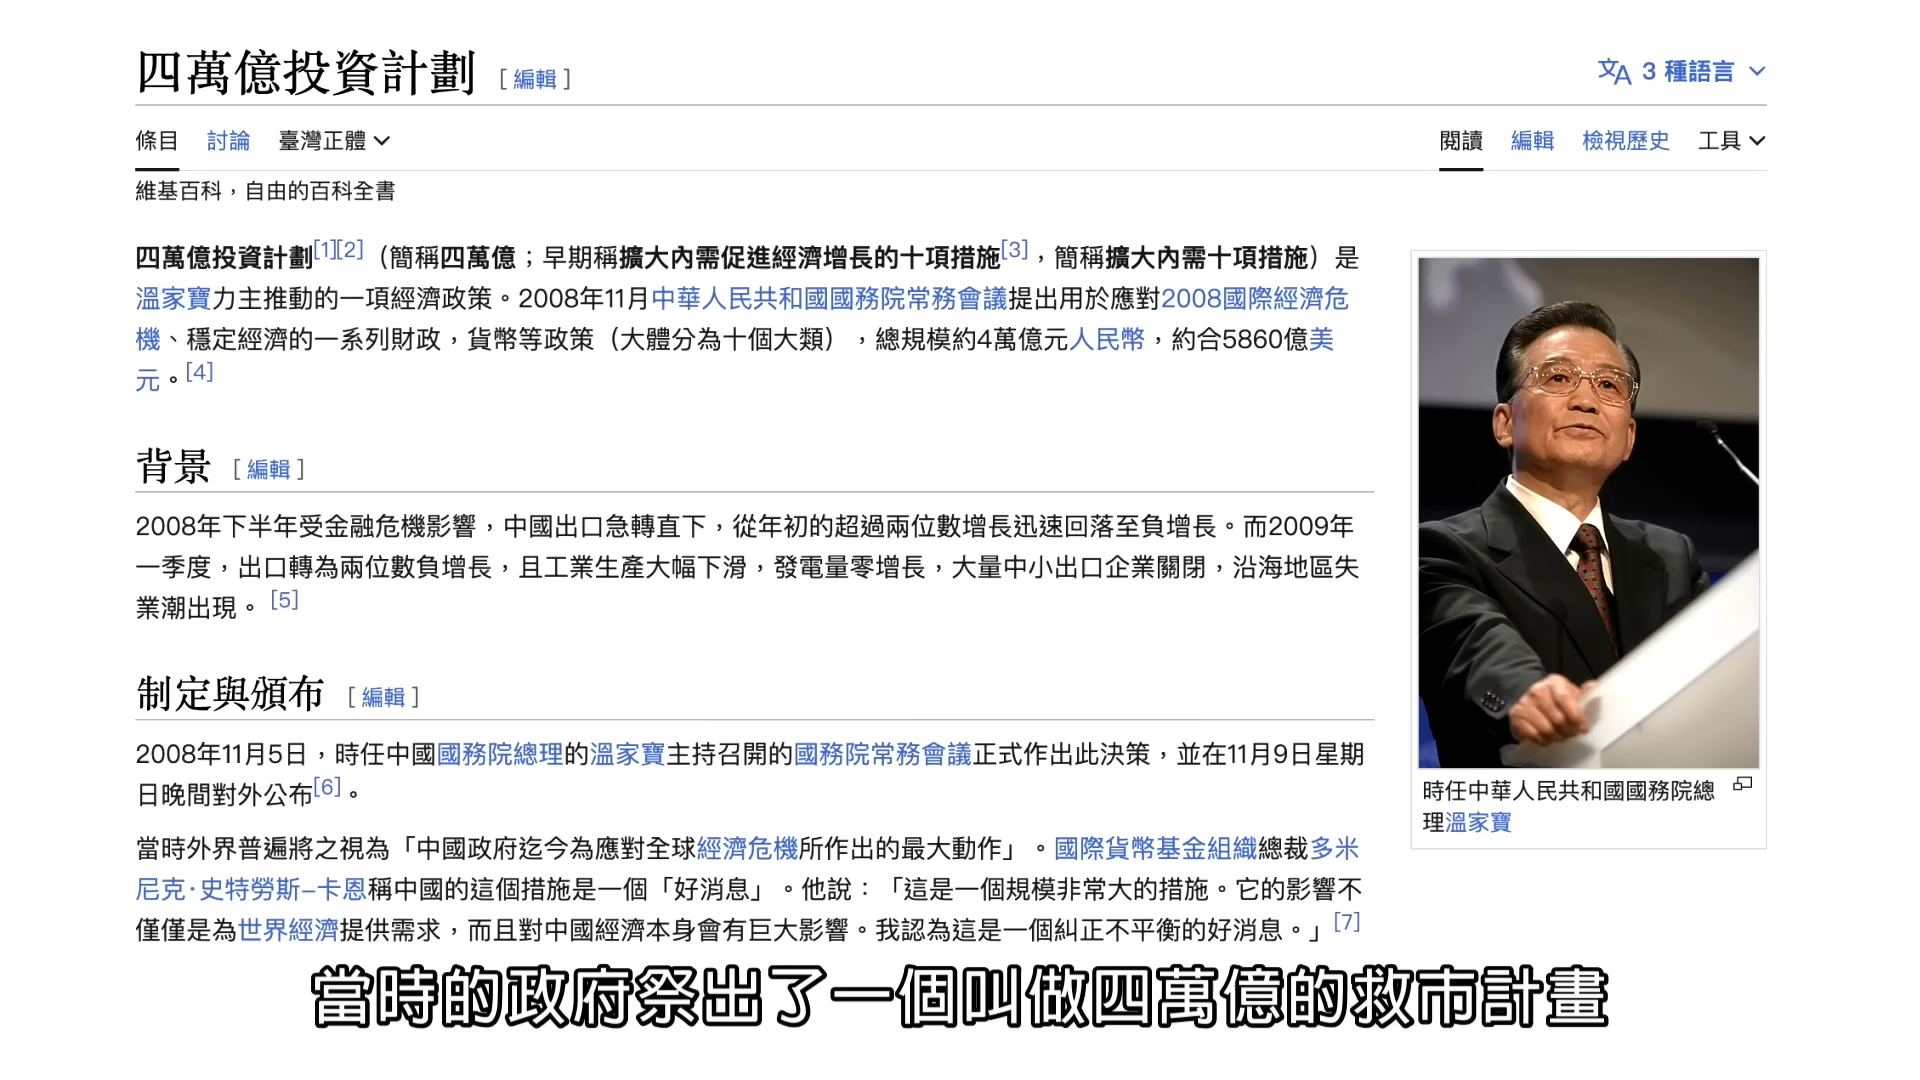 四萬億投資計劃 [編輯]
文A 3 種語言
條目 討論 臺灣正體
閱讀 編輯 檢視歷史 工具
維基百科，自由的百科全書
四萬億投資計劃[1][2]（簡稱四萬億；早期稱擴大內需促進經濟增長的十項措施[3]，簡稱擴大內需十項措施）是
溫家寶力主推動的一項經濟政策。2008年11月中華人民共和國國務院常務會議提出用於應對2008國際經濟危
機、穩定經濟的一系列財政，貨幣等政策（大體分為十個大類），總規模約4萬億元人民幣，約合5860億美
元。[4]
背景 [編輯]
2008年下半年受金融危機影響，中國出口急轉直下，從年初的超過兩位數增長迅速回落至負增長。而2009年
一季度，出口轉為兩位數負增長，且工業生產大幅下滑，發電量零增長，大量中小出口企業關閉，沿海地區失
業潮出現。[5]
制定與頒布 [編輯]
2008年11月5日，時任中國國務院總理的溫家寶主持召開的國務院常務會議正式作出此決策，並在11月9日星期
日晚間對外公布[6]。
當時外界普遍將之視為「中國政府迄今為應對全球經濟危機所作出的最大動作」。國際貨幣基金組織總裁多米
尼克·史特勞斯–卡恩稱中國的這個措施是一個「好消息」。他說：「這是一個規模非常大的措施。它的影響不
僅僅是為世界經濟提供需求，而且對中國經濟本身會有巨大影響。我認為這是一個糾正不平衡的好消息。」[7]
時任中華人民共和國國務院總
理溫家寶
當時的政府祭出了一個叫做四萬億的救市計畫